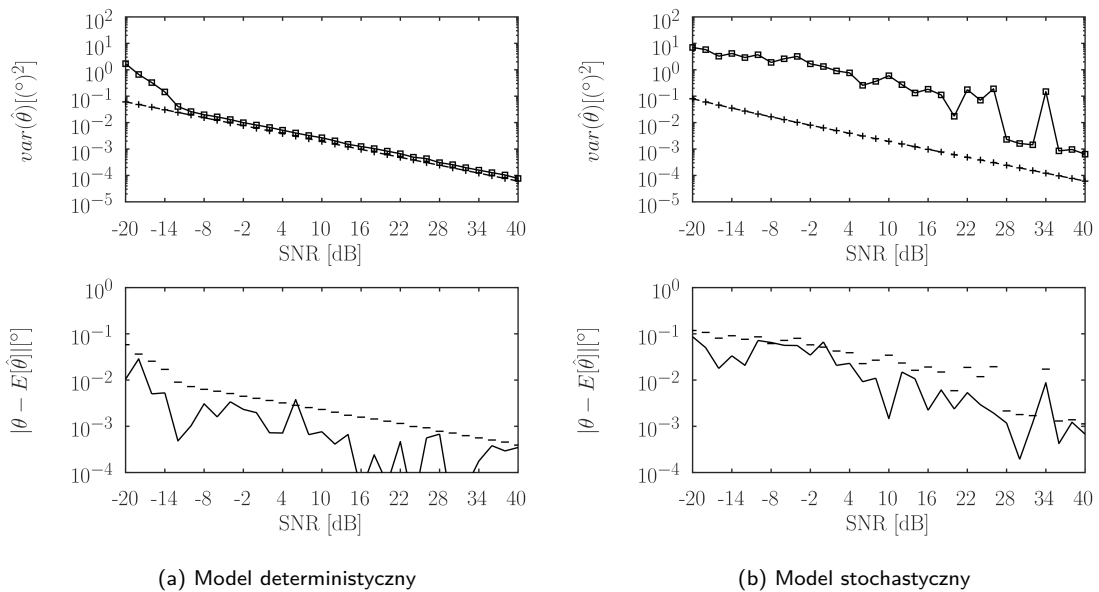 10^2
10^1
10^0
10^{-1}
10^{-2}
10^{-3}
10^{-4}
10^{-5}
var(θ̂)[(°)^2]
-20 -14 -8 -2 4 10 16 22 28 34 40
SNR [dB]
10^2
10^1
10^0
10^{-1}
10^{-2}
10^{-3}
10^{-4}
10^{-5}
var(θ̂)[(°)^2]
-20 -14 -8 -2 4 10 16 22 28 34 40
SNR [dB]
10^0
10^{-1}
10^{-2}
10^{-3}
10^{-4}
|θ − E[θ̂]|[°]
-20 -14 -8 -2 4 10 16 22 28 34 40
SNR [dB]
10^0
10^{-1}
10^{-2}
10^{-3}
10^{-4}
|θ − E[θ̂]|[°]
-20 -14 -8 -2 4 10 16 22 28 34 40
SNR [dB]
(a) Model deterministyczny
(b) Model stochastyczny